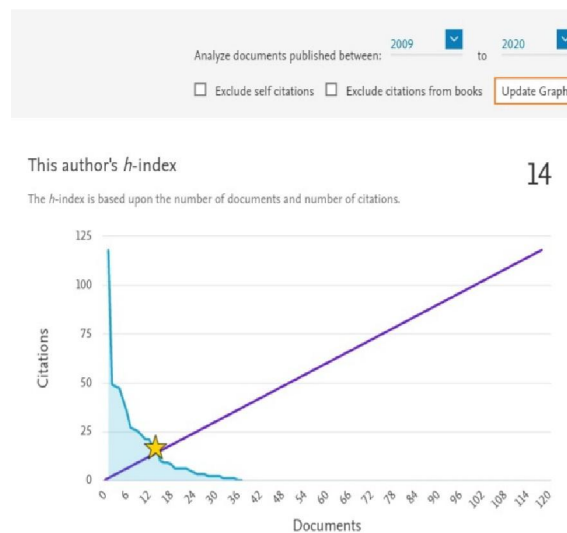 2009 2020
Analyze documents published between: to
Exclude self citations Exclude citations from books Update Graph
This author's h-index
14
The h-index is based upon the number of documents and number of citations.
125
100
75
50
25
0
Citations
0 6 12 18 24 30 36 42 48 54 60 66 72 78 84 90 96 102 108 114 120
Documents